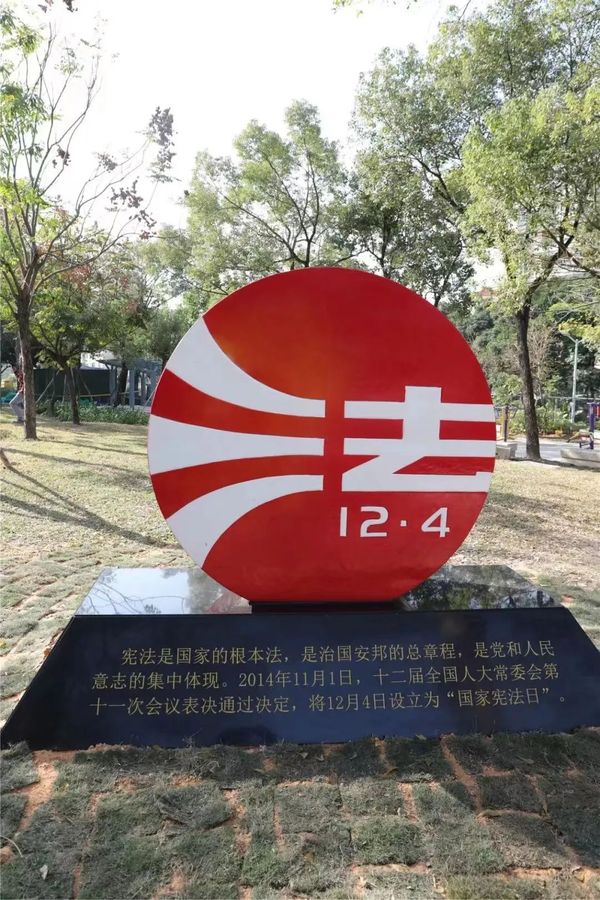 法
12·4
宪法是国家的根本法，是治国安邦的总章程，是党和人民
意志的集中体现。2014年11月1日，十二届全国人大常委会第
十一次会议表决通过决定，将12月4日设立为“国家宪法日”。